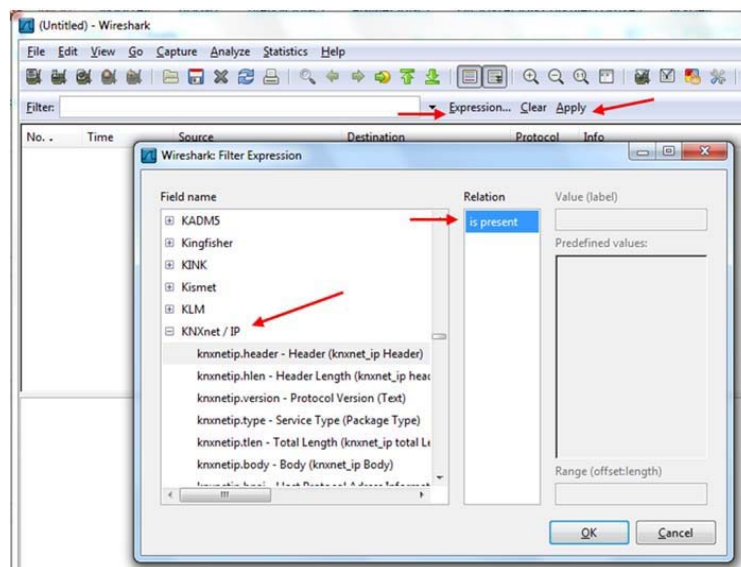 (Untitled) - Wireshark
File Edit View Go Capture Analyze Statistics Help
Filter: Expression... Clear Apply
No. . Time Source Destination Protocol Info
Wireshark: Filter Expression
Field name Relation Value (label)
KADM5 is present
Kingfisher Predefined values:
KINK
Kismet
KLM
KNXnet / IP
knxnetip.header - Header (knxnet_ip Header)
knxnetip.hlen - Header Length (knxnet_ip head
knxnetip.version - Protocol Version (Text)
knxnetip.type - Service Type (Package Type)
knxnetip.tlen - Total Length (knxnet_ip total Le
knxnetip.body - Body (knxnet_ip Body)
Range (offset:length)
OK Cancel